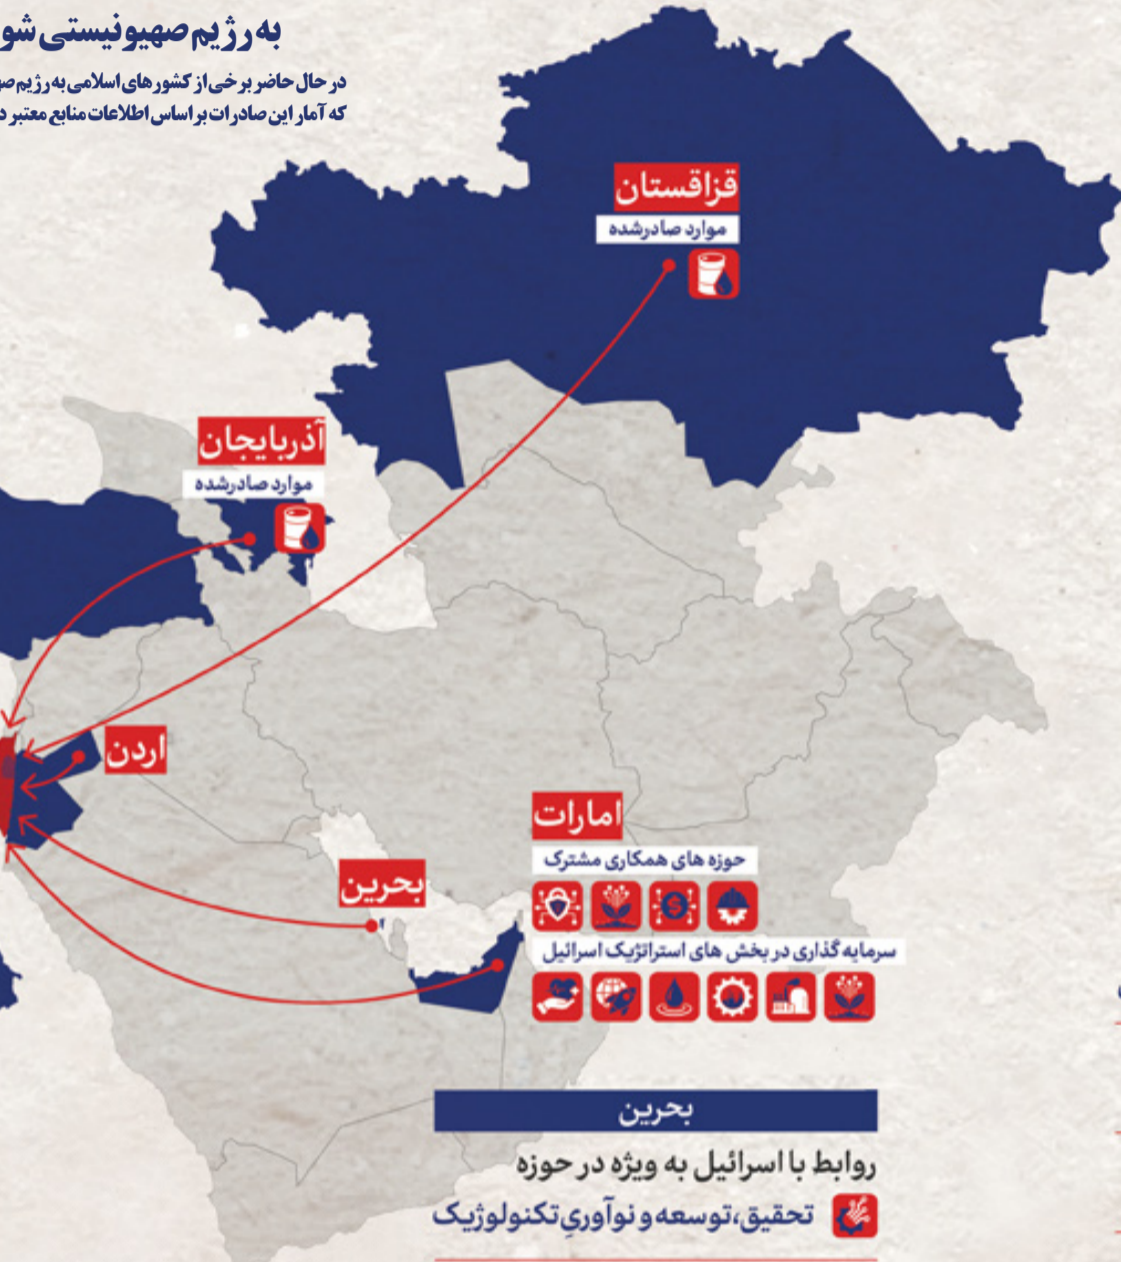 به رژیم صهیونیستی شو
در حال حاضر برخی از کشورهای اسلامی به رژیم صه
که آمار این صادرات بر اساس اطلاعات منابع معتبر د
قزاقستان
موارد صادرشده
آذربایجان
موارد صادرشده
اردن
امارات
حوزه های همکاری مشترک
بحرین
سرمایه گذاری در بخش های استراتژیک اسرائیل
بحرین
روابط با اسرائیل به ویژه در حوزه
تحقیق،توسعه و نوآوریِ تکنولوژیک